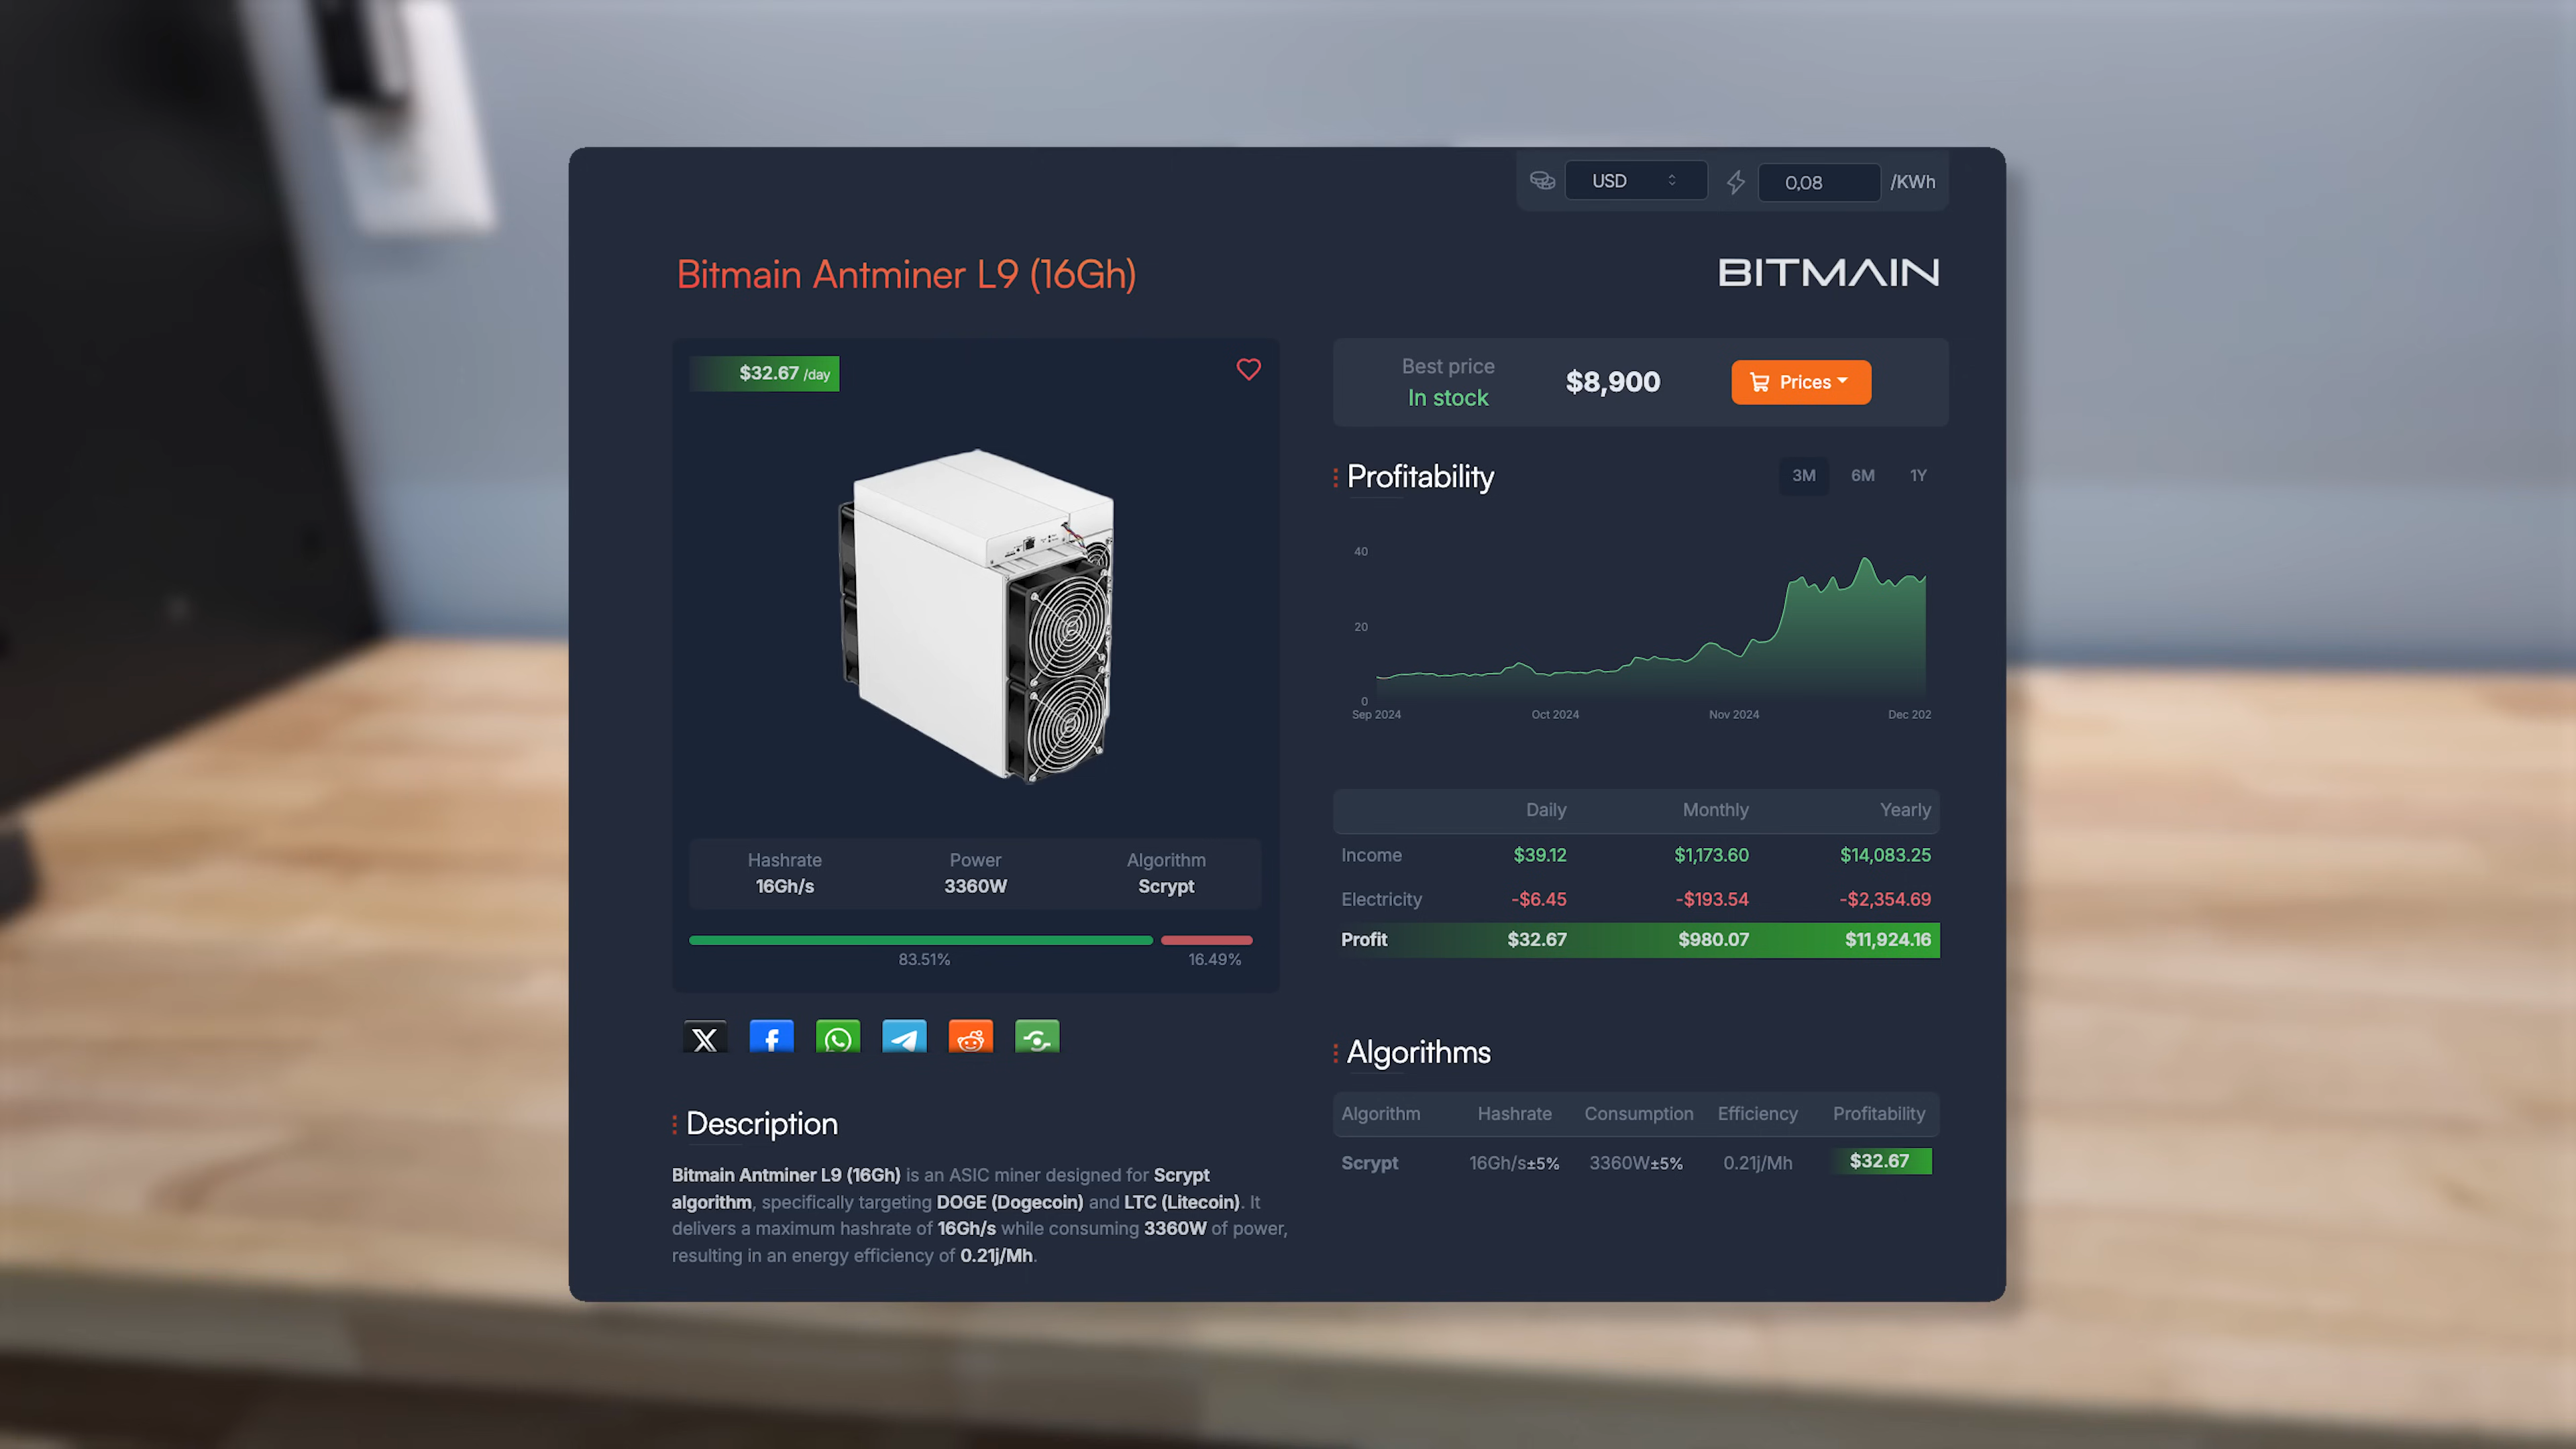 USD
0,08
/KWh
Bitmain Antminer L9 (16Gh)
BITMAIN
$32.67 /day
Best price
In stock
$8,900
Prices
Profitability
3M 6M 1Y
40
20
0
Sep 2024 Oct 2024 Nov 2024 Dec 202
Hashrate Power Algorithm
16Gh/s 3360W Scrypt
83.51% 16.49%
Daily Monthly Yearly
Income $39.12 $1,173.60 $14,083.25
Electricity -$6.45 -$193.54 -$2,354.69
Profit $32.67 $980.07 $11,924.16
Description
Bitmain Antminer L9 (16Gh) is an ASIC miner designed for Scrypt
algorithm, specifically targeting DOGE (Dogecoin) and LTC (Litecoin). It
delivers a maximum hashrate of 16Gh/s while consuming 3360W of power,
resulting in an energy efficiency of 0.21j/Mh.
Algorithms
Algorithm Hashrate Consumption Efficiency Profitability
Scrypt 16Gh/s±5% 3360W±5% 0.21j/Mh $32.67